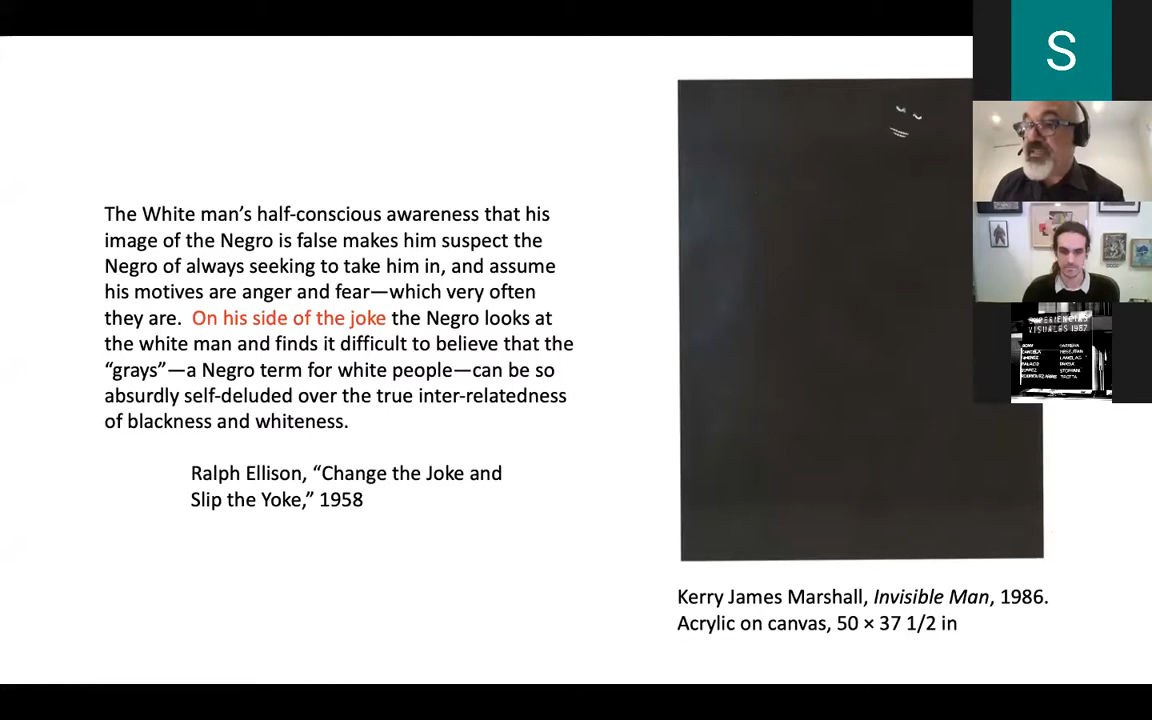 The White man’s half-conscious awareness that his
image of the Negro is false makes him suspect the
Negro of always seeking to take him in, and assume
his motives are anger and fear—which very often
they are.  On his side of the joke the Negro looks at
the white man and finds it difficult to believe that the
“grays”—a Negro term for white people—can be so
absurdly self-deluded over the true inter-relatedness
of blackness and whiteness.
Ralph Ellison, “Change the Joke and
Slip the Yoke,” 1958
Kerry James Marshall, Invisible Man, 1986.
Acrylic on canvas, 50 × 37 1/2 in
S
VISUALES 1967